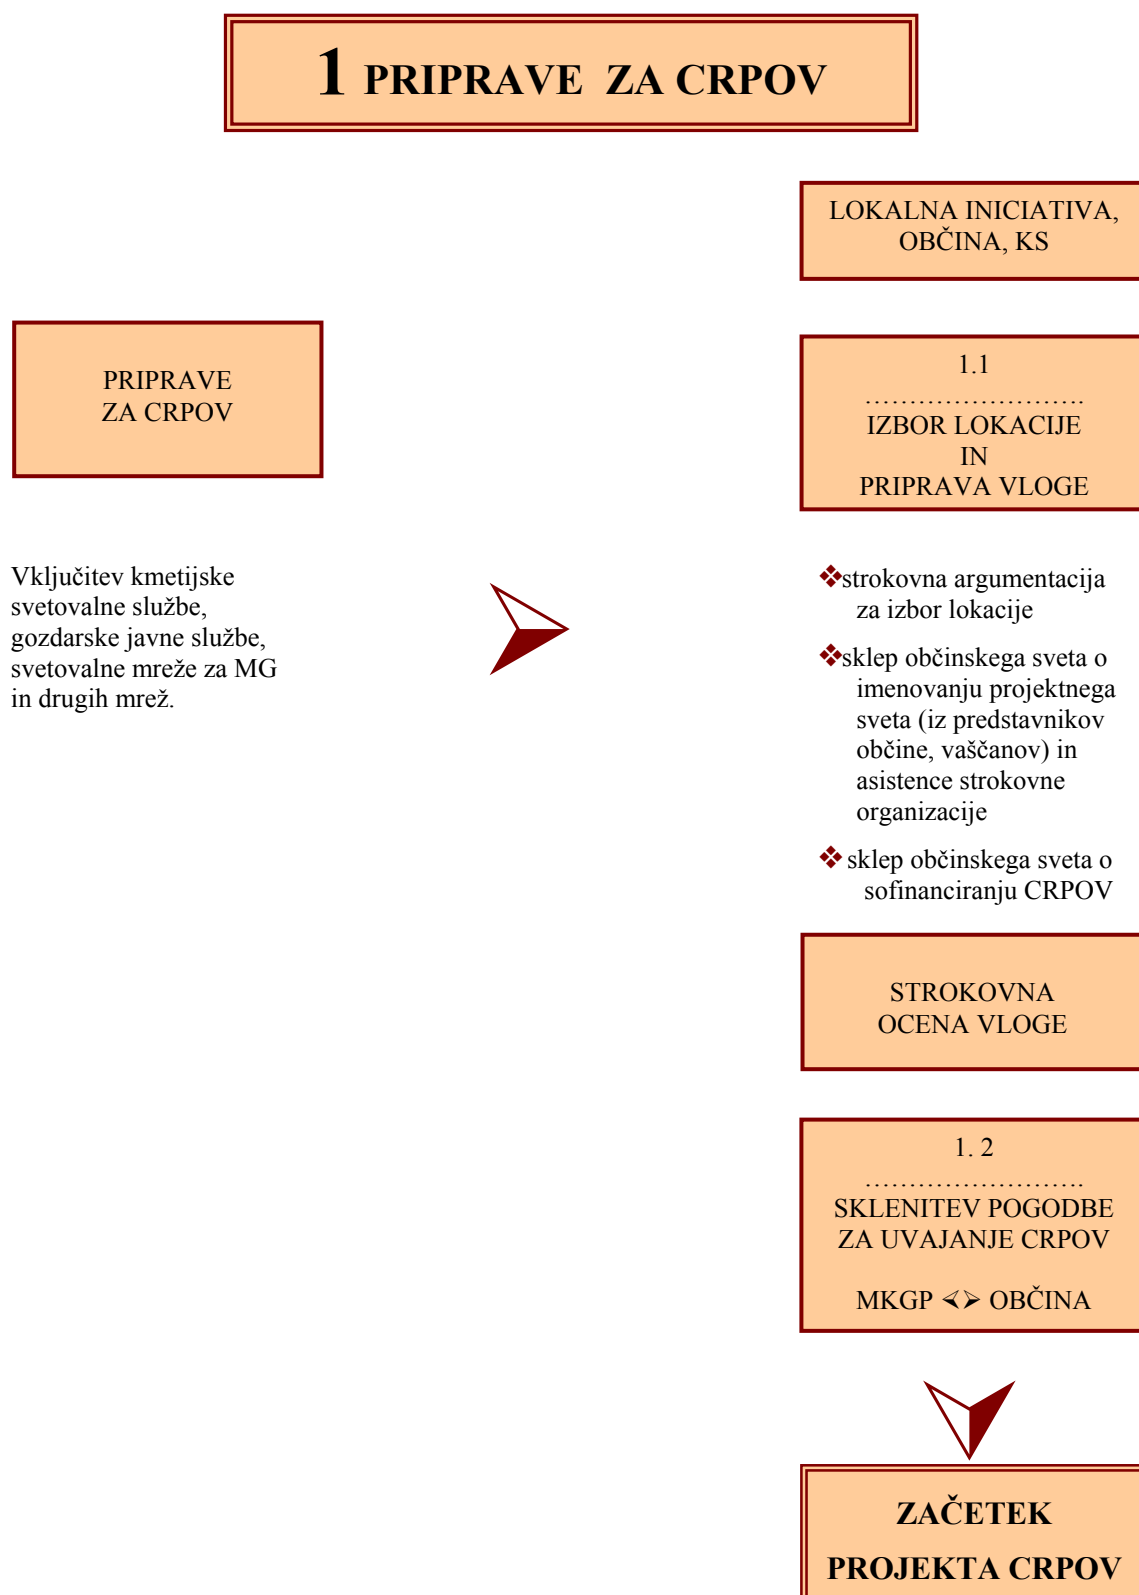 1 PRIPRAVE ZA CRPOV
PRIPRAVE
ZA CRPOV
Vključitev kmetijske
svetovalne službe,
gozdarske javne službe,
svetovalne mreže za MG
in drugih mrež.
LOKALNA INICIATIVA,
OBČINA, KS
1.1
……………………
IZBOR LOKACIJE
IN
PRIPRAVA VLOGE
❖strokovna argumentacija
za izbor lokacije
❖sklep občinskega sveta o
imenovanju projektnega
sveta (iz predstavnikov
občine, vaščanov) in
asistence strokovne
organizacije
❖ sklep občinskega sveta o
sofinanciranju CRPOV
STROKOVNA
OCENA VLOGE
1. 2
……………………
SKLENITEV POGODBE
ZA UVAJANJE CRPOV
MKGP ⮘⮚ OBČINA
ZAČETEK
PROJEKTA CRPOV